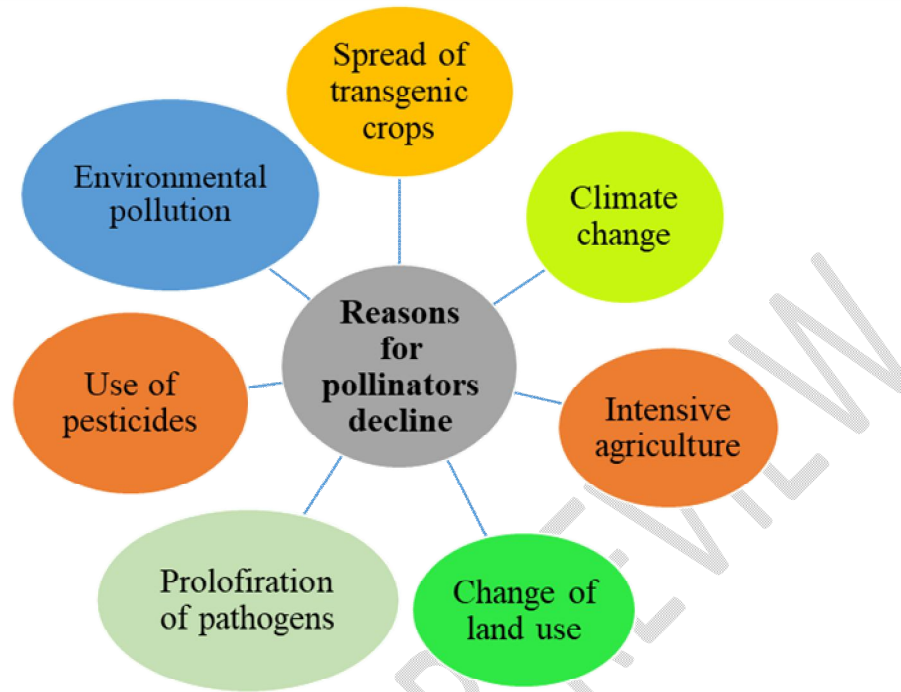 Spread of
transgenic
crops
Environmental
pollution
Climate
change
Reasons
for
pollinators
decline
Use of
pesticides
Intensive
agriculture
Prolofiration
of pathogens
Change of
land use
REVIEW